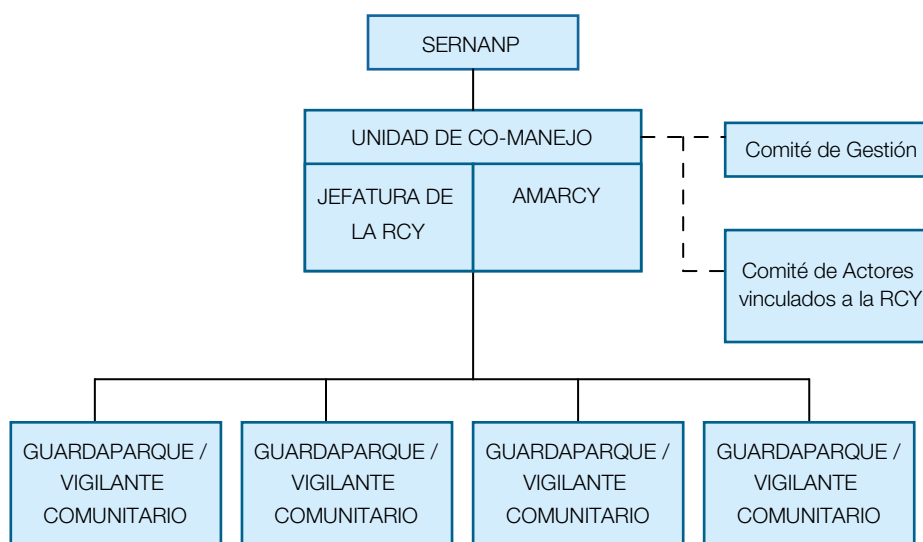 SERNANP
UNIDAD DE CO-MANEJO
Comité de Gestión
JEFATURA DE
LA RCY
AMARCY
Comité de Actores
vinculados a la RCY
GUARDAPARQUE /
VIGILANTE
COMUNITARIO
GUARDAPARQUE /
VIGILANTE
COMUNITARIO
GUARDAPARQUE /
VIGILANTE
COMUNITARIO
GUARDAPARQUE /
VIGILANTE
COMUNITARIO